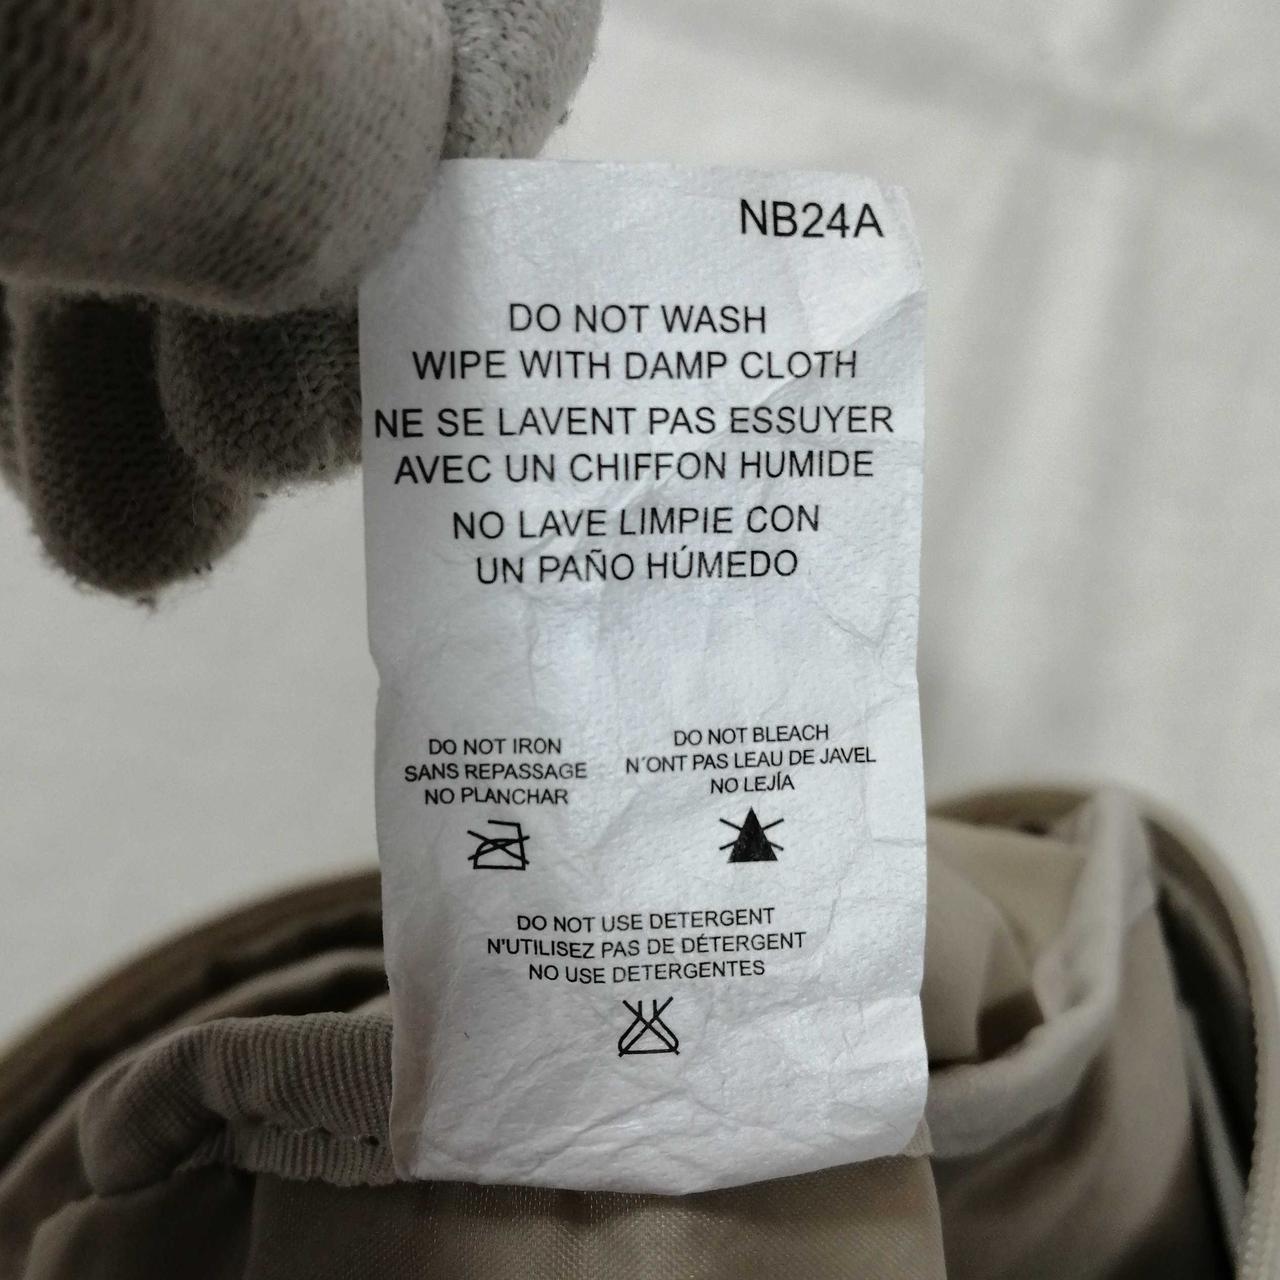 NB24A
DO NOT WASH
WIPE WITH DAMP CLOTH
NE SE LAVENT PAS ESSUYER
AVEC UN CHIFFON HUMIDE
NO LAVE LIMPIE CON
UN PAÑO HÚMEDO
DO NOT IRON
SANS REPASSAGE
NO PLANCHAR
DO NOT BLEACH
N´ONT PAS LEAU DE JAVEL
NO LEJÍA
DO NOT USE DETERGENT
N'UTILISEZ PAS DE DÉTERGENT
NO USE DETERGENTES